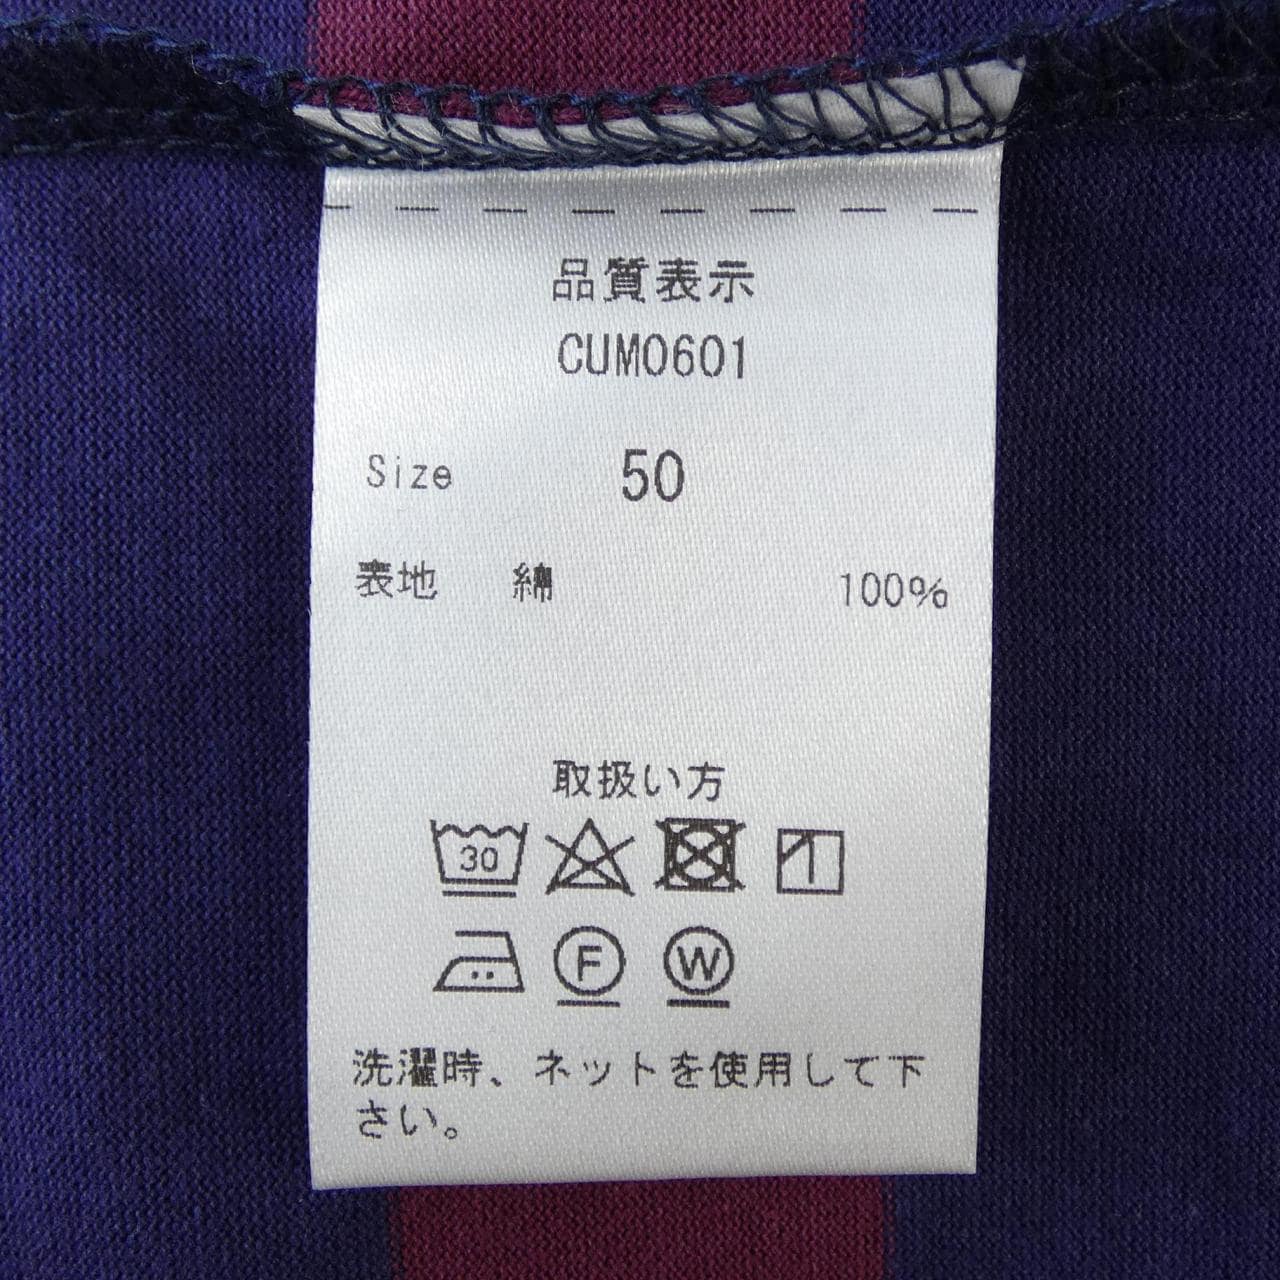 品質表示
CUM0601
Size 50
表地 綿 100%
取扱い方
30
F W
洗濯時、ネットを使用して下
さい。